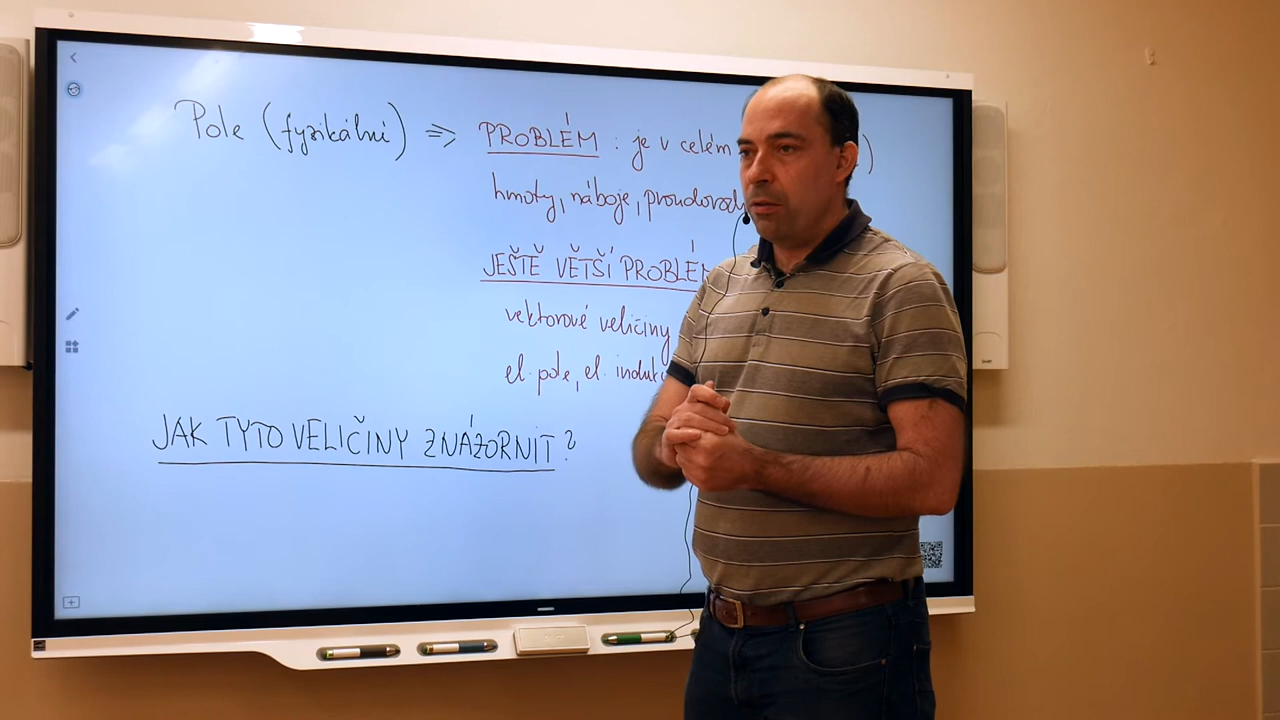 Pole (fyzikální) => PROBLÉM : je v celém )
hmoty, náboje, proudovod
JEŠTĚ VĚTŠÍ PROBLÉM
vektorové veličiny
el. pole, el. induk
JAK TYTO VELIČINY ZNÁZORNIT?